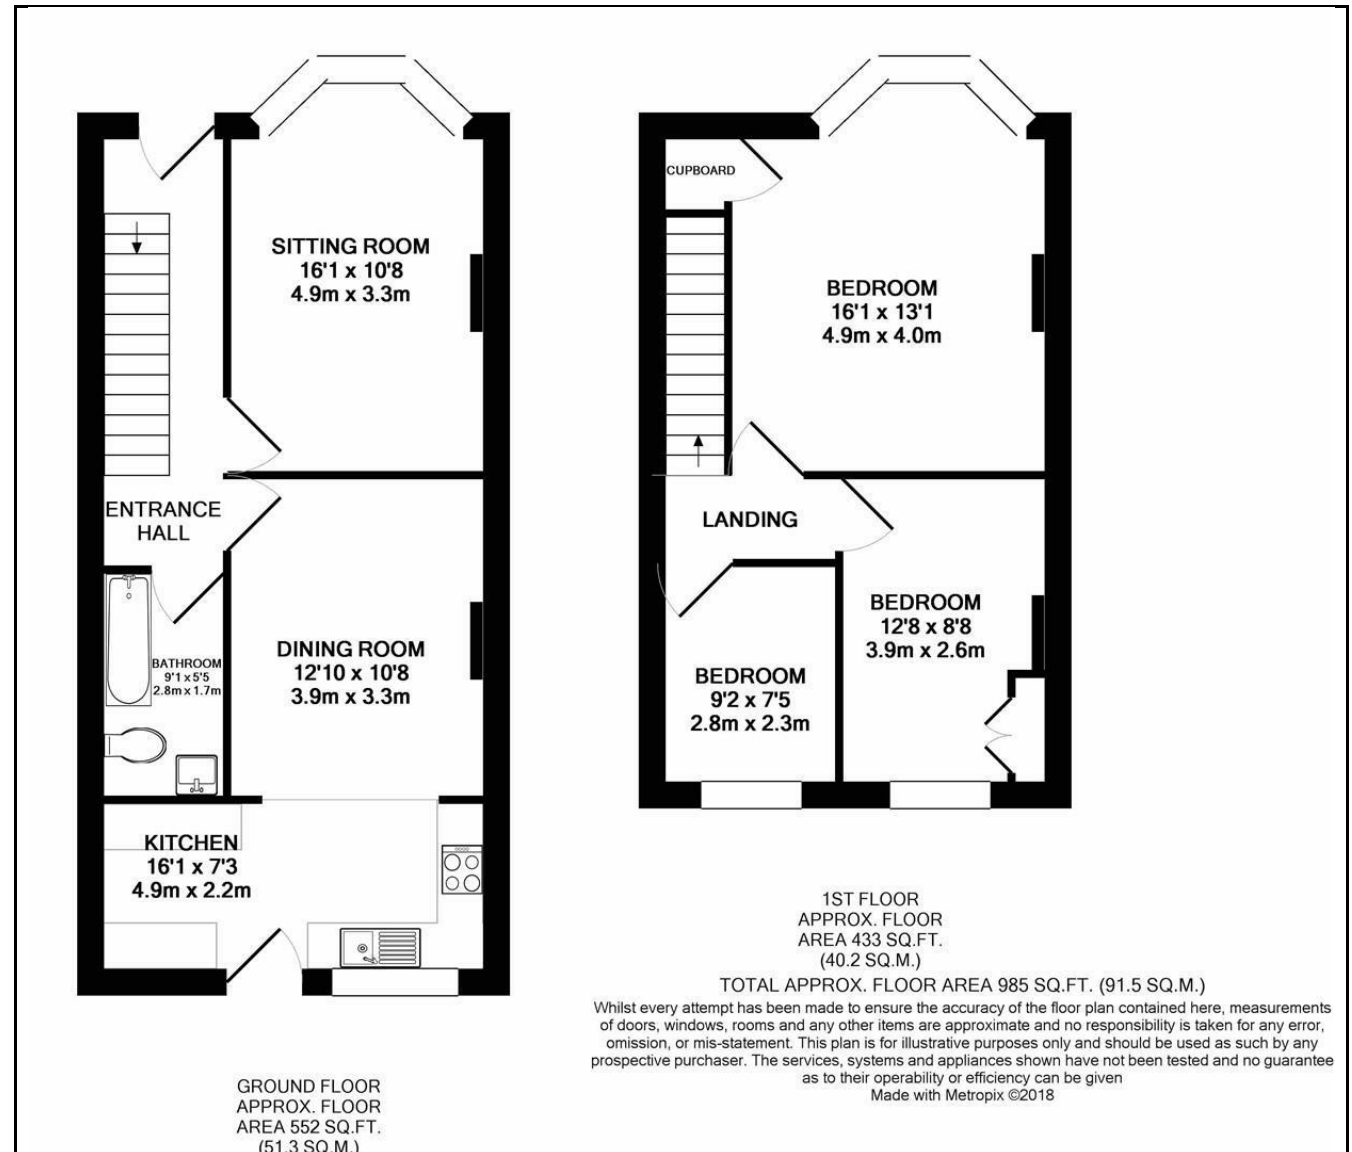 SITTING ROOM
16'1 x 10'8
4.9m x 3.3m
ENTRANCE
HALL
BATHROOM
9'1 x 5'5
2.8m x 1.7m
DINING ROOM
12'10 x 10'8
3.9m x 3.3m
KITCHEN
16'1 x 7'3
4.9m x 2.2m
GROUND FLOOR
APPROX. FLOOR
AREA 552 SQ.FT.
(51.3 SQ.M.)
CUPBOARD
BEDROOM
16'1 x 13'1
4.9m x 4.0m
LANDING
BEDROOM
12'8 x 8'8
3.9m x 2.6m
BEDROOM
9'2 x 7'5
2.8m x 2.3m
1ST FLOOR
APPROX. FLOOR
AREA 433 SQ.FT.
(40.2 SQ.M.)
TOTAL APPROX. FLOOR AREA 985 SQ.FT. (91.5 SQ.M.)
Whilst every attempt has been made to ensure the accuracy of the floor plan contained here, measurements
of doors, windows, rooms and any other items are approximate and no responsibility is taken for any error,
omission, or mis-statement. This plan is for illustrative purposes only and should be used as such by any
prospective purchaser. The services, systems and appliances shown have not been tested and no guarantee
as to their operability or efficiency can be given
Made with Metropix ©2018